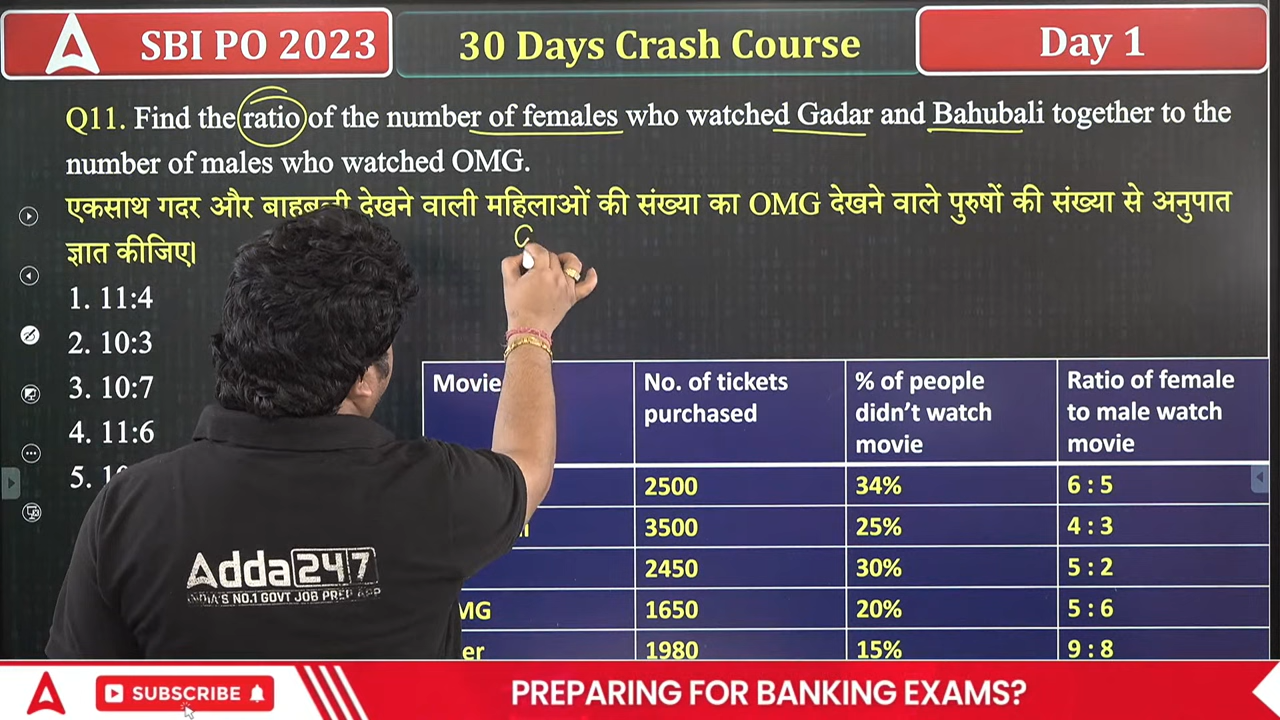 SBI PO 2023
30 Days Crash Course
Day 1
Q11. Find the ratio of the number of females who watched Gadar and Bahubali together to the
number of males who watched OMG.
एकसाथ गदर और देखने वाली महिलाओं की संख्या का OMG देखने वाले पुरुषों की संख्या से अनुपात
ज्ञात कीजिए।
1. 11:4
2. 10:3
3. 10:7
4. 11:6
5.
Movie
No. of tickets
purchased
% of people
didn't watch
movie
Ratio of female
to male watch
movie
2500 34% 6 : 5
3500 25% 4 : 3
2450 30% 5 : 2
MG 1650 20% 5 : 6
er 1980 15% 9 : 8
Adda247
INDIA'S NO.1 GOVT JOB PREP APP
SUBSCRIBE
PREPARING FOR BANKING EXAMS?